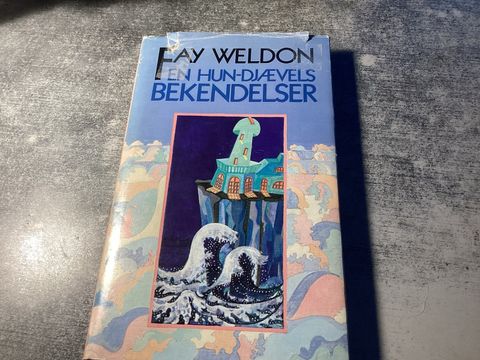 FAY WELDON
EN HUN-DJÆVELS
BEKENDELSER